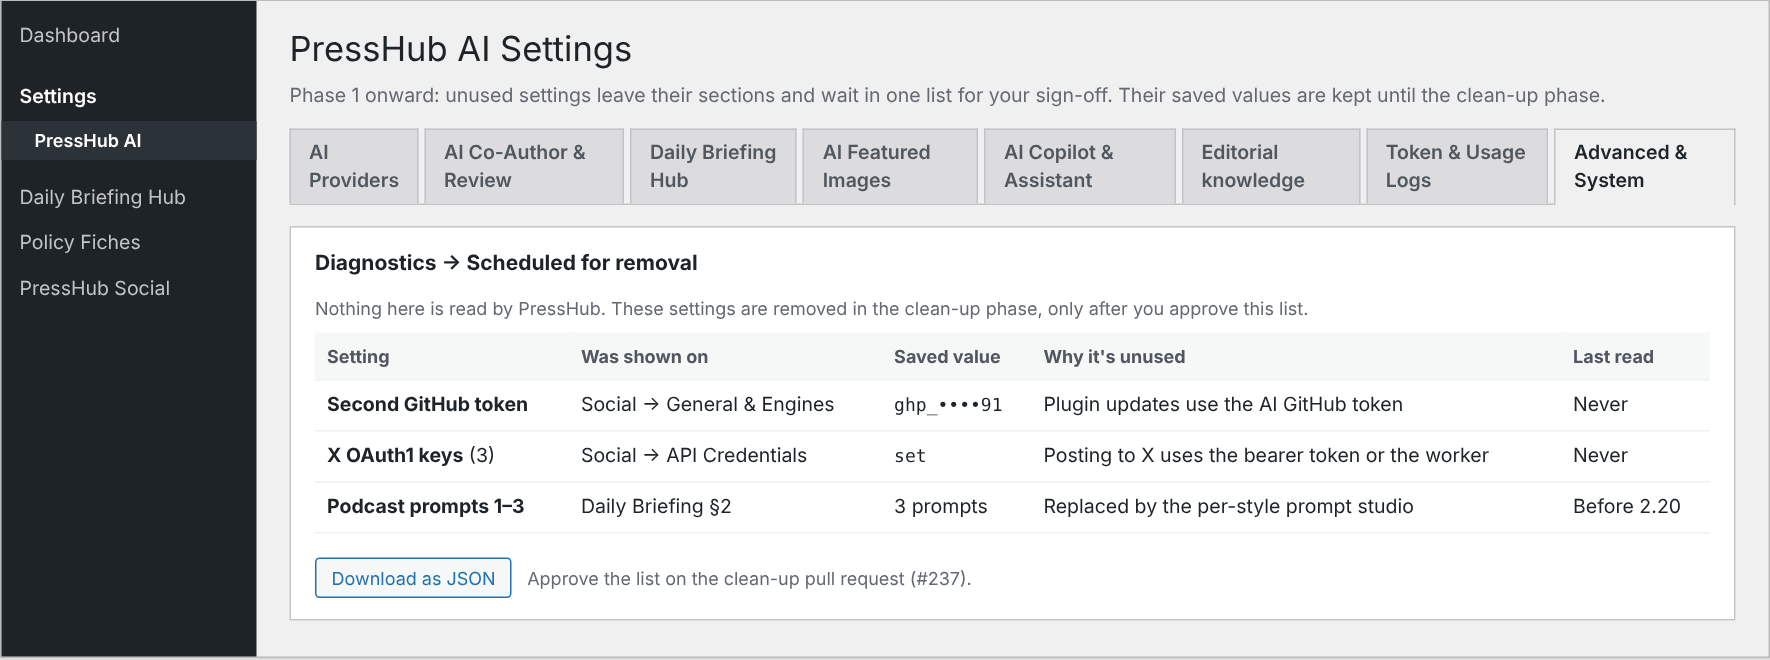 Dashboard
Settings
PressHub AI
Daily Briefing Hub
Policy Fiches
PressHub Social
PressHub AI Settings
Phase 1 onward: unused settings leave their sections and wait in one list for your sign-off. Their saved values are kept until the clean-up phase.
AI
Providers
AI Co-Author &
Review
Daily Briefing
Hub
AI Featured
Images
AI Copilot &
Assistant
Editorial
knowledge
Token & Usage
Logs
Advanced &
System
Diagnostics → Scheduled for removal
Nothing here is read by PressHub. These settings are removed in the clean-up phase, only after you approve this list.
Setting Was shown on Saved value Why it's unused Last read
Second GitHub token Social → General & Engines ghp_••••91 Plugin updates use the AI GitHub token Never
X OAuth1 keys (3) Social → API Credentials set Posting to X uses the bearer token or the worker Never
Podcast prompts 1–3 Daily Briefing §2 3 prompts Replaced by the per-style prompt studio Before 2.20
Download as JSON Approve the list on the clean-up pull request (#237).